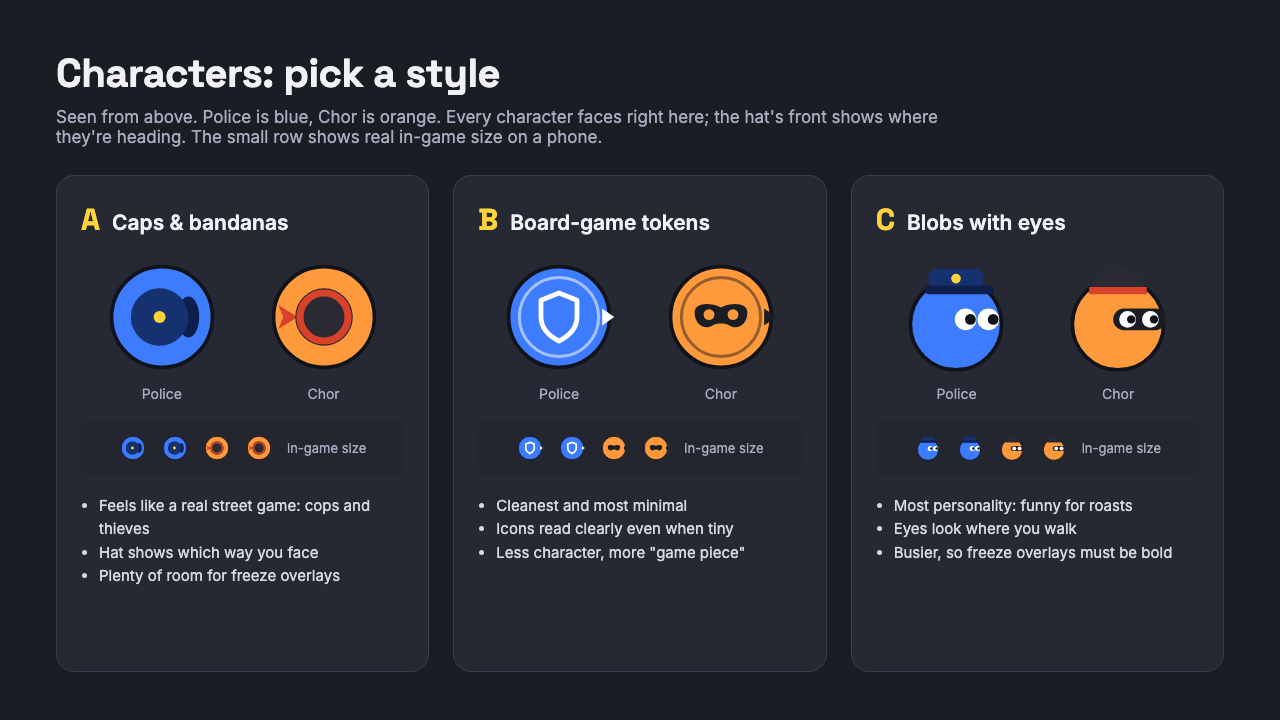 Characters: pick a style
Seen from above. Police is blue, Chor is orange. Every character faces right here; the hat's front shows where
they're heading. The small row shows real in-game size on a phone.
A Caps & bandanas
Police Chor
in-game size
• Feels like a real street game: cops and
thieves
• Hat shows which way you face
• Plenty of room for freeze overlays
B Board-game tokens
Police Chor
in-game size
• Cleanest and most minimal
• Icons read clearly even when tiny
• Less character, more "game piece"
C Blobs with eyes
Police Chor
in-game size
• Most personality: funny for roasts
• Eyes look where you walk
• Busier, so freeze overlays must be bold